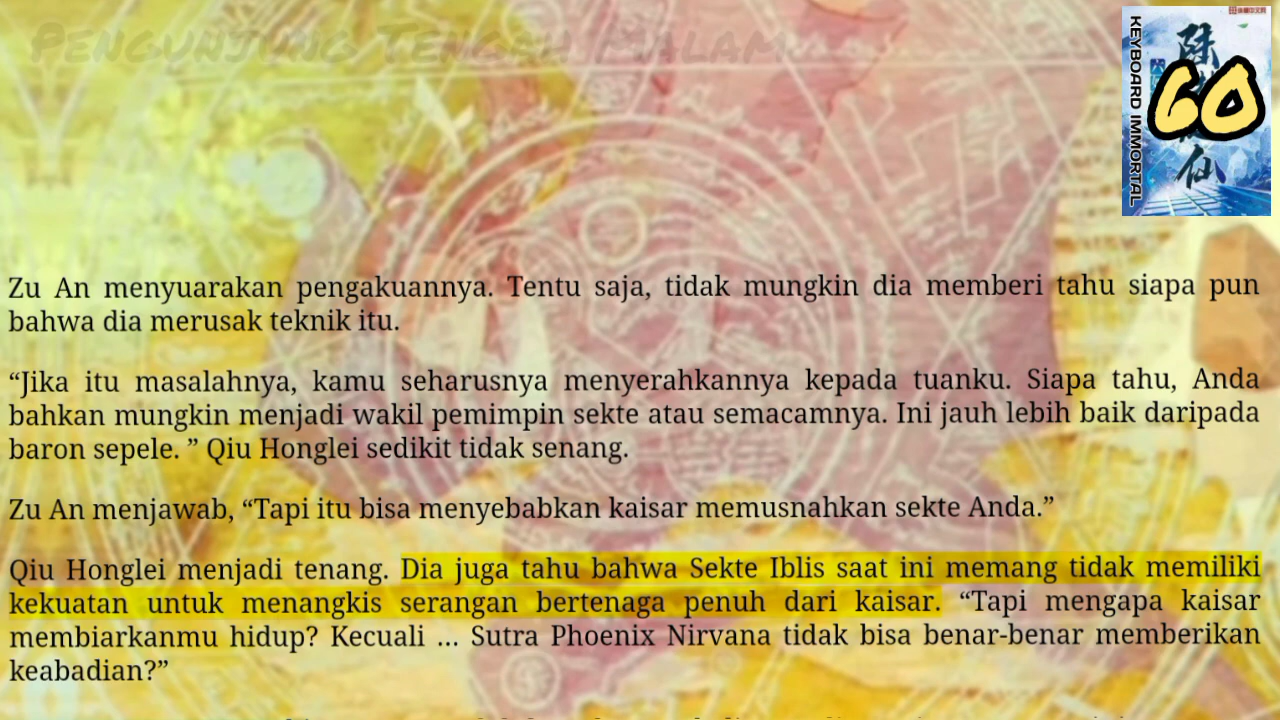 Pengunjung Tengah Malam
KEYBOARD IMMORTAL
60
仙
Zu An menyuarakan pengakuannya. Tentu saja, tidak mungkin dia memberi tahu siapa pun
bahwa dia merusak teknik itu.
“Jika itu masalahnya, kamu seharusnya menyerahkannya kepada tuanku. Siapa tahu, Anda
bahkan mungkin menjadi wakil pemimpin sekte atau semacamnya. Ini jauh lebih baik daripada
baron sepele. ” Qiu Honglei sedikit tidak senang.
Zu An menjawab, “Tapi itu bisa menyebabkan kaisar memusnahkan sekte Anda.”
Qiu Honglei menjadi tenang. Dia juga tahu bahwa Sekte Iblis saat ini memang tidak memiliki
kekuatan untuk menangkis serangan bertenaga penuh dari kaisar. “Tapi mengapa kaisar
membiarkanmu hidup? Kecuali ... Sutra Phoenix Nirvana tidak bisa benar-benar memberikan
keabadian?”